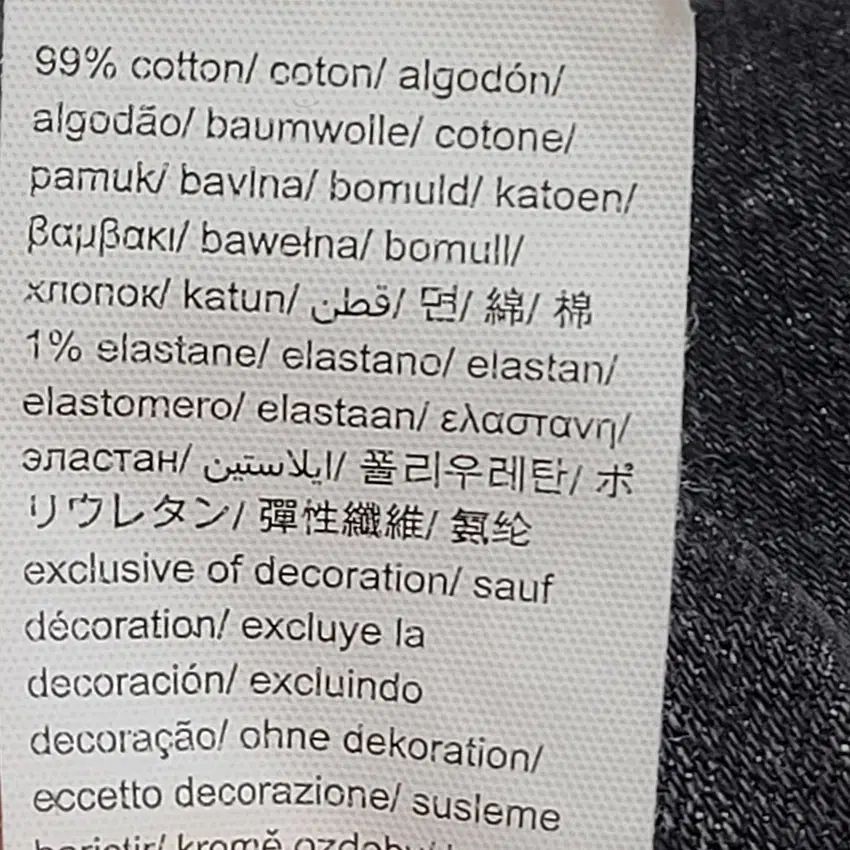 99% cotton/ coton/ algodón/
algodão/ baumwolle/ cotone/
pamuk/ bavlna/ bomuld/ katoen/
βαμβακι/ bawełna/ bomull/
хлопок/ katun/ قطن/ 면/ 綿/ 棉
1% elastane/ elastano/ elastan/
elastomero/ elastaan/ ελαστανη/
эластан/ ايلاستين/ 폴리우레탄/ ポ
リウレタン/ 彈性纖維/ 氨纶
exclusive of decoration/ sauf
décoration/ excluye la
decoración/ excluindo
decoração/ ohne dekoration/
eccetto decorazione/ susleme
harictir/ kromě ozdobu/